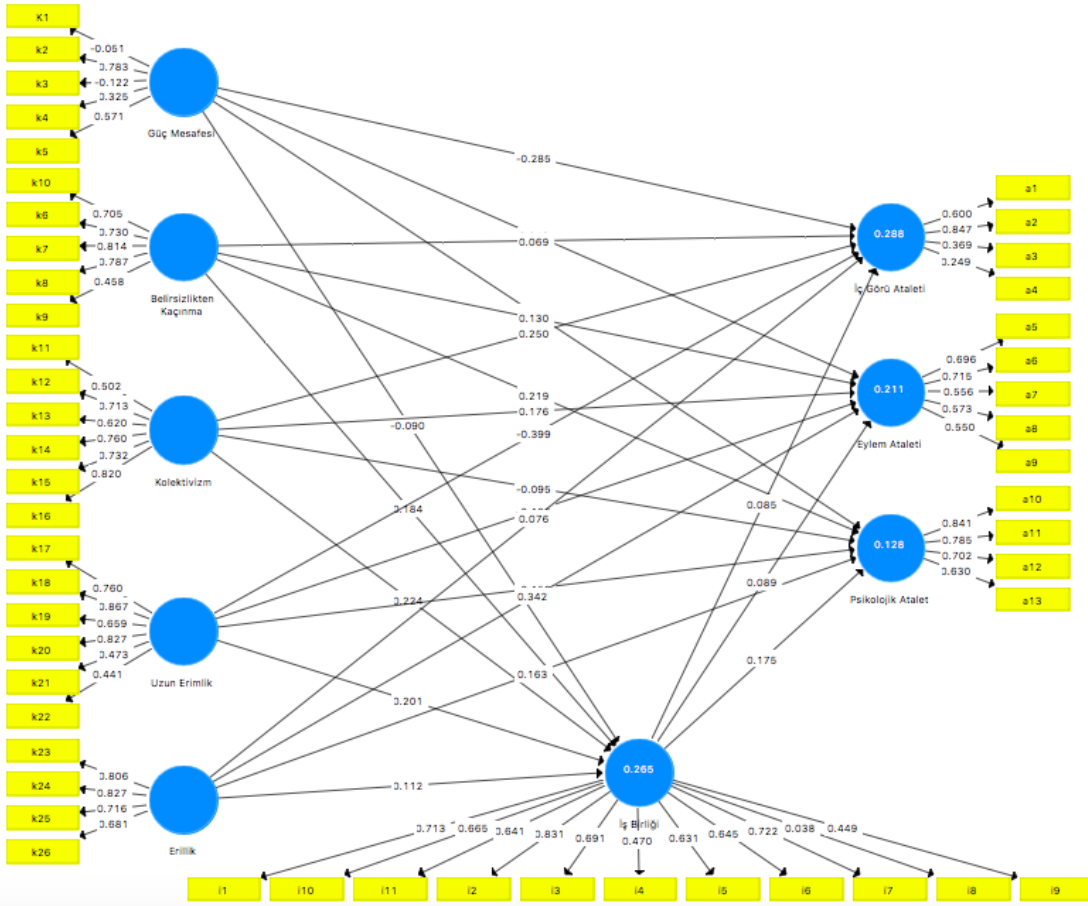 K1
k2
k3
k4
k5
-0.051
0.783
-0.122
0.325
0.571
Güç Mesafesi
k10
k6
k7
k8
k9
0.705
0.730
0.814
0.787
0.458
Belirsizlikten
Kaçınma
k11
k12
k13
k14
k15
k16
0.502
0.713
0.620
0.760
0.732
0.820
Kolektivizm
k17
k18
k19
k20
k21
k22
0.760
0.867
0.659
0.827
0.473
0.441
Uzun Erimlik
k23
k24
k25
k26
0.806
0.827
0.716
0.681
Erillik
-0.285
0.069
0.130
0.250
0.219
0.176
-0.399
-0.090
-0.095
0.184
0.076
0.342
0.224
0.163
0.201
0.112
0.085
0.089
0.175
0.288
İç Görü Ataleti
0.600
0.847
0.369
0.249
a1
a2
a3
a4
0.211
Eylem Ataleti
0.696
0.715
0.556
0.573
0.550
a5
a6
a7
a8
a9
0.128
Psikolojik Atalet
0.841
0.785
0.702
0.630
a10
a11
a12
a13
0.265
İş Birliği
0.713
0.665
0.641
0.831
0.691
0.470
0.631
0.645
0.722
0.038
0.449
i1
i10
i11
i2
i3
i4
i5
i6
i7
i8
i9